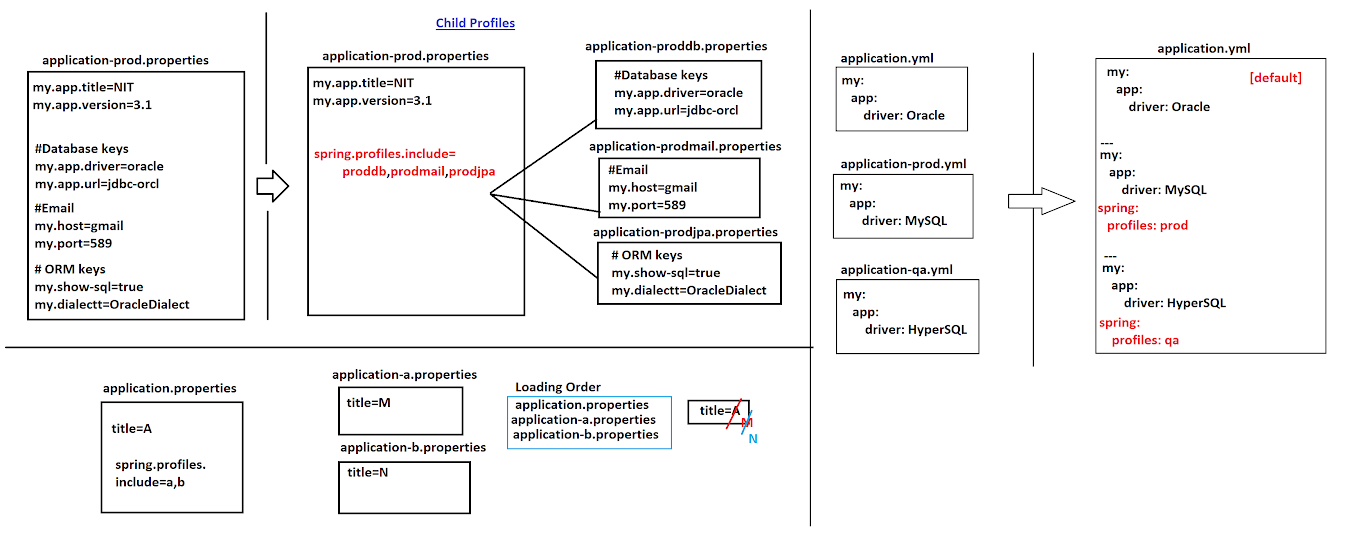 Child Profiles
application-prod.properties
my.app.title=NIT
my.app.version=3.1
#Database keys
my.app.driver=oracle
my.app.url=jdbc-orcl
#Email
my.host=gmail
my.port=589
# ORM keys
my.show-sql=true
my.dialectt=OracleDialect
application-prod.properties
my.app.title=NIT
my.app.version=3.1
spring.profiles.include=
proddb,prodmail,prodjpa
application-proddb.properties
#Database keys
my.app.driver=oracle
my.app.url=jdbc-orcl
application-prodmail.properties
#Email
my.host=gmail
my.port=589
application-prodjpa.properties
# ORM keys
my.show-sql=true
my.dialectt=OracleDialect
application.yml
my:
app:
driver: Oracle
application-prod.yml
my:
app:
driver: MySQL
application-qa.yml
my:
app:
driver: HyperSQL
application.yml
my: [default]
app:
driver: Oracle
---
my:
app:
driver: MySQL
spring:
profiles: prod
---
my:
app:
driver: HyperSQL
spring:
profiles: qa
application.properties
title=A
spring.profiles.
include=a,b
application-a.properties
title=M
application-b.properties
title=N
Loading Order
application.properties
application-a.properties
application-b.properties
title=A
M
N